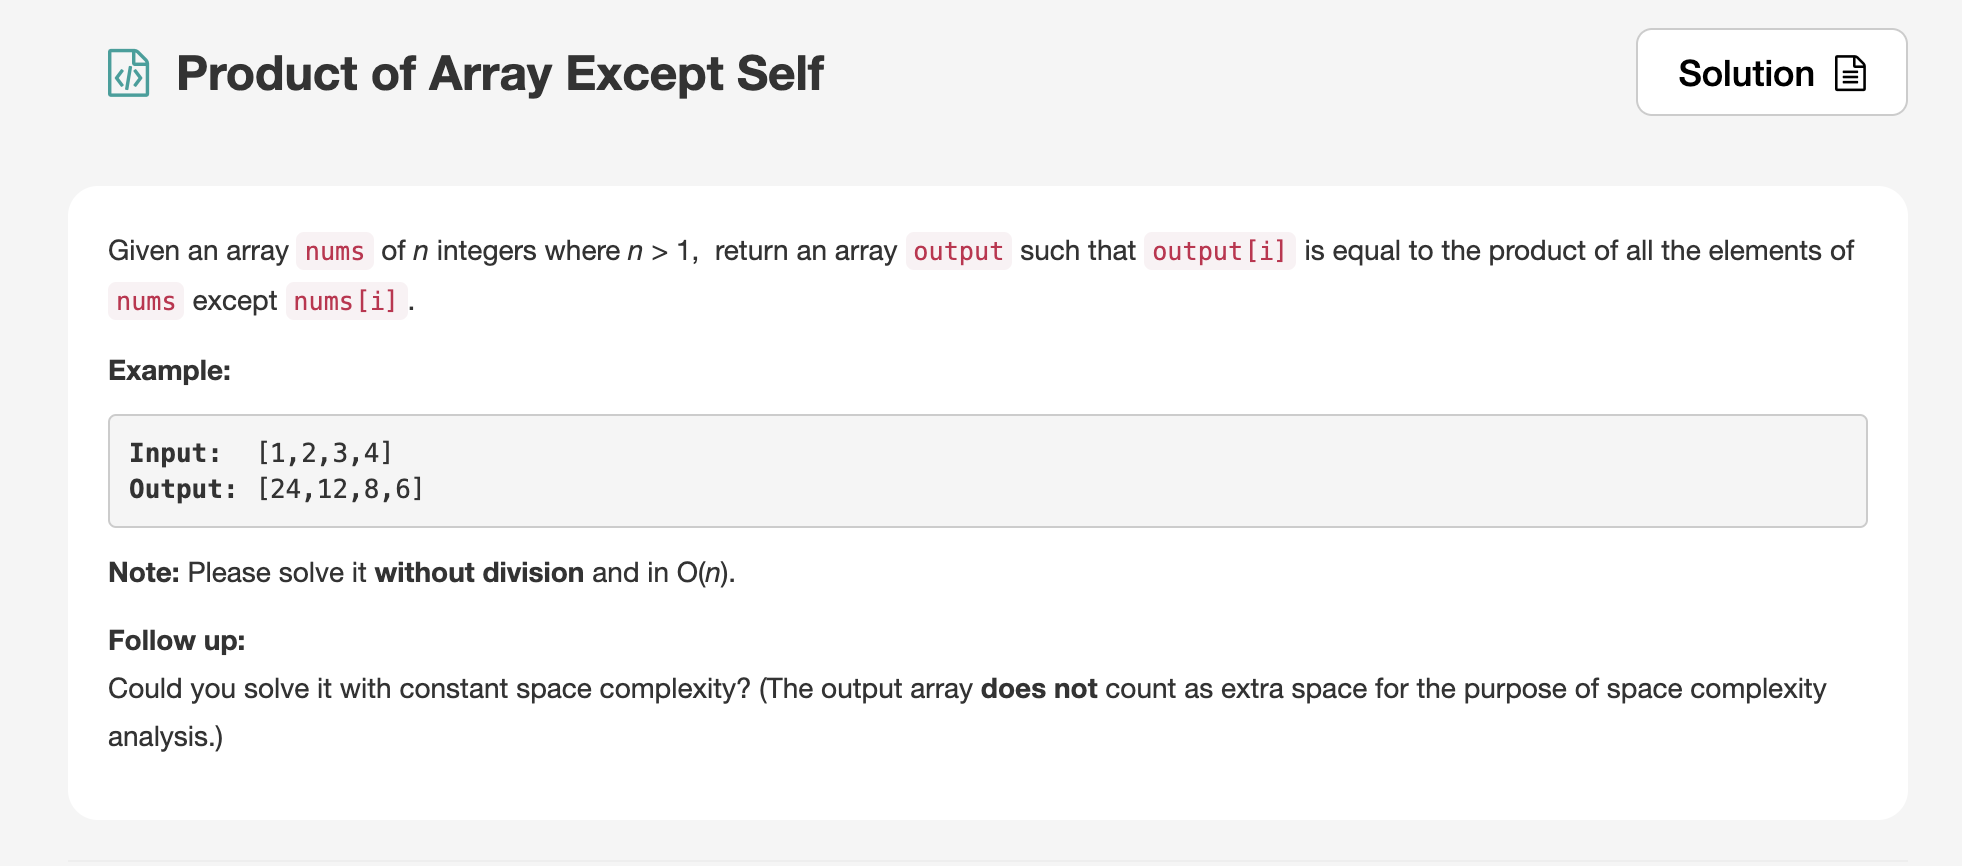 Product of Array Except Self
Solution
Given an array nums of n integers where n > 1, return an array output such that output[i] is equal to the product of all the elements of
nums except nums[i].
Example:
Input:  [1,2,3,4]
Output: [24,12,8,6]
Note: Please solve it without division and in O(n).
Follow up:
Could you solve it with constant space complexity? (The output array does not count as extra space for the purpose of space complexity
analysis.)